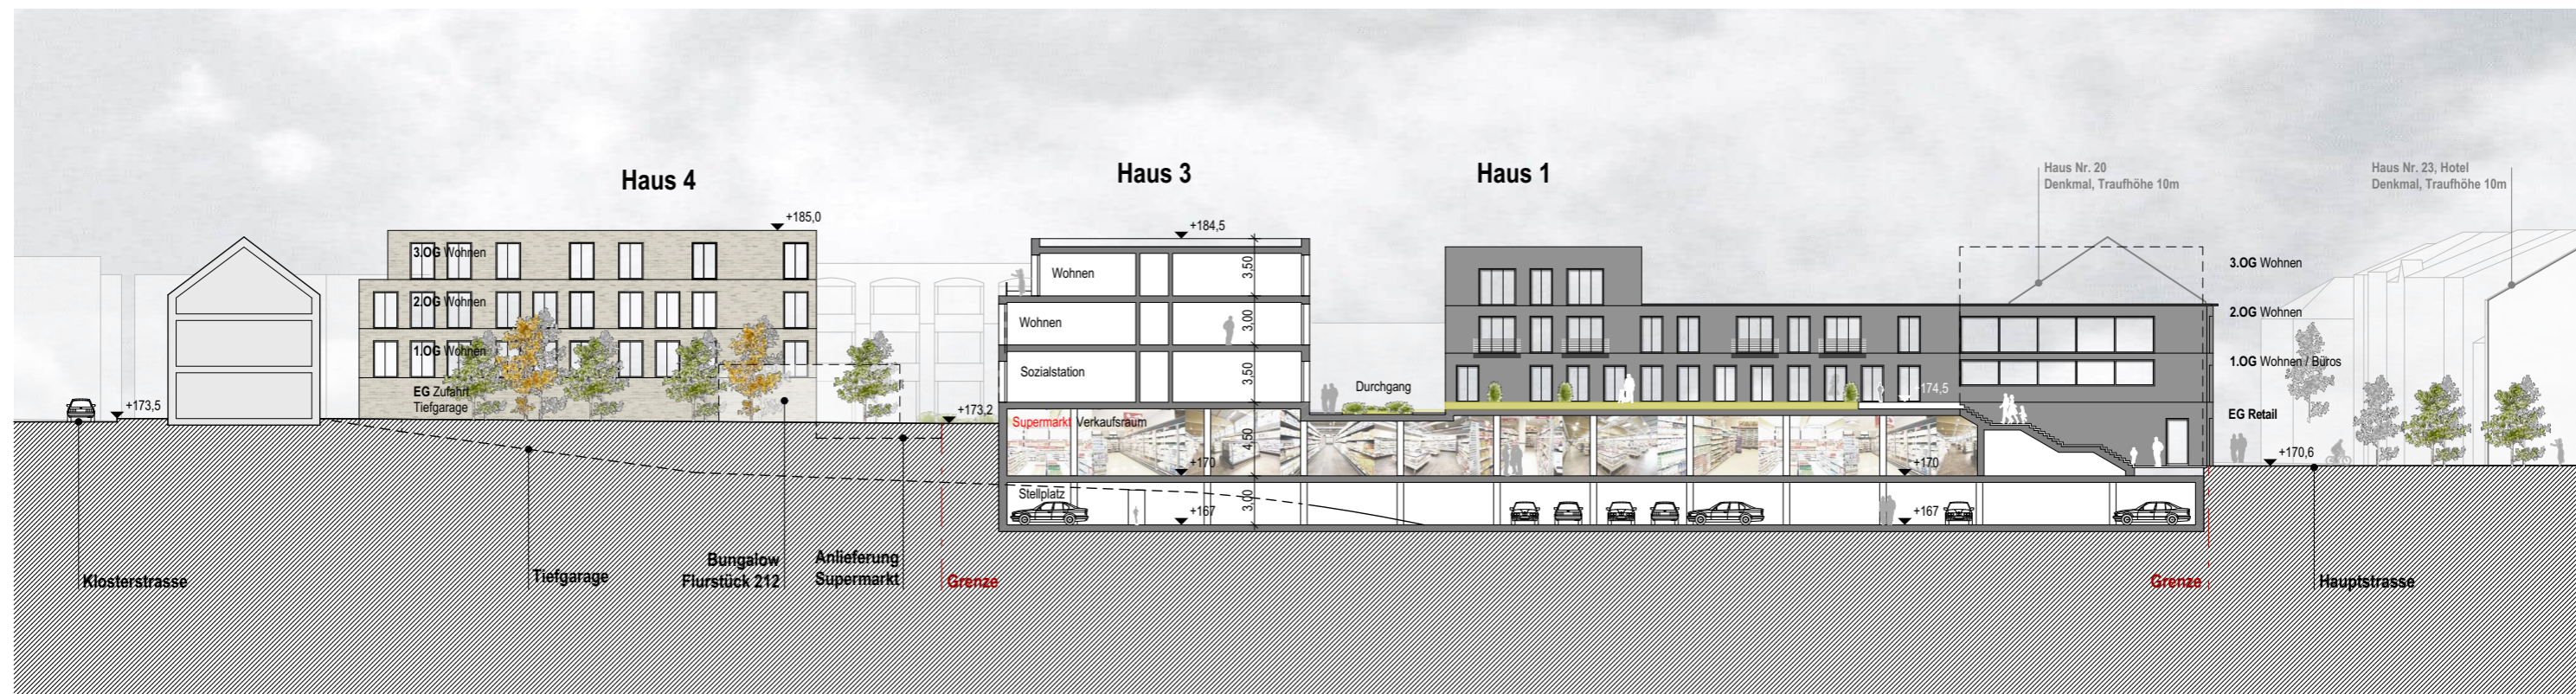 Haus 4
Haus 3
Haus 1
Haus Nr. 20
Denkmal, Traufhöhe 10m
Haus Nr. 23, Hotel
Denkmal, Traufhöhe 10m
+185,0
+184,5
3.OG Wohnen
2.OG Wohnen
1.OG Wohnen
EG Zufahrt
Tiefgarage
+173,5
+173,2
Wohnen
3,50
Wohnen
3,00
Sozialstation
3,50
Durchgang
Supermarkt Verkaufsraum
4,50
+170
Stellplatz
3,00
+167
+174,5
+170
+167
3.OG Wohnen
2.OG Wohnen
1.OG Wohnen / Büros
EG Retail
+170,6
Klosterstrasse
Tiefgarage
Bungalow
Flurstück 212
Anlieferung
Supermarkt
Grenze
Grenze
Hauptstrasse